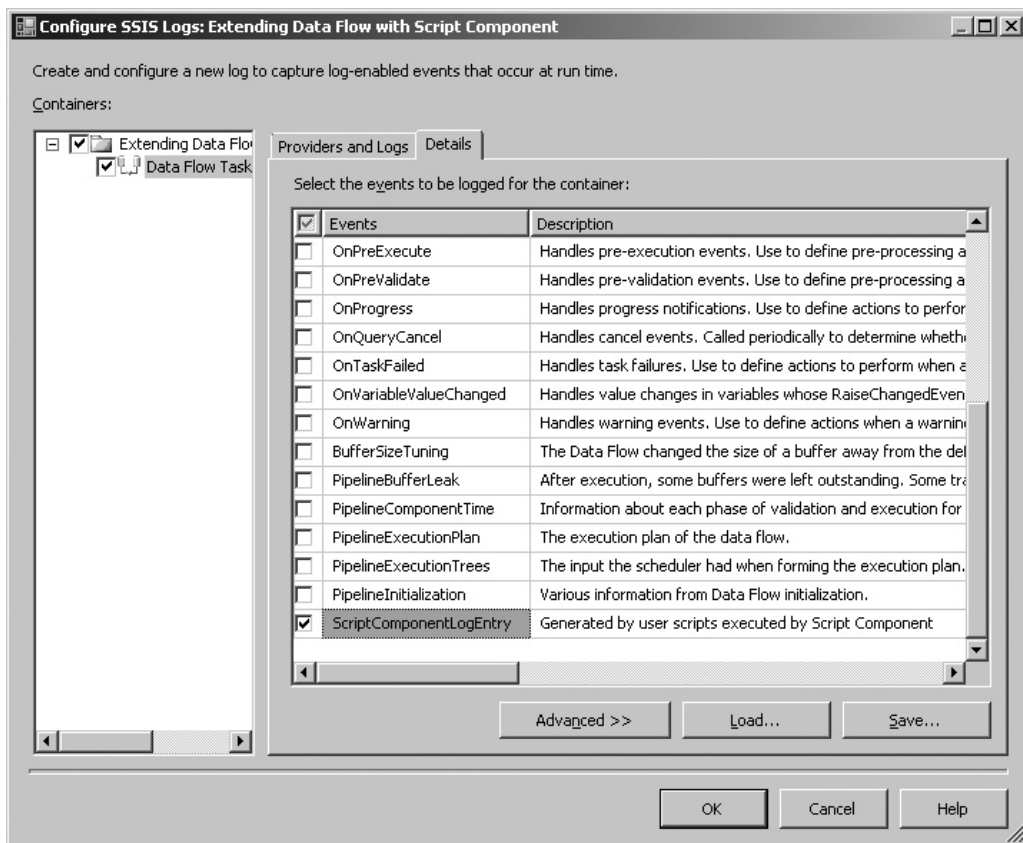 Configure SSIS Logs: Extending Data Flow with Script Component
Create and configure a new log to capture log-enabled events that occur at run time.
Containers:
Extending Data Flo
Data Flow Task
Providers and Logs
Details
Select the events to be logged for the container:
Events Description
OnPreExecute Handles pre-execution events. Use to define pre-processing a
OnPreValidate Handles pre-validation events. Use to define pre-processing a
OnProgress Handles progress notifications. Use to define actions to perfor
OnQueryCancel Handles cancel events. Called periodically to determine wheth
OnTaskFailed Handles task failures. Use to define actions to perform when a
OnVariableValueChanged Handles value changes in variables whose RaiseChangedEven
OnWarning Handles warning events. Use to define actions when a warnin
BufferSizeTuning The Data Flow changed the size of a buffer away from the de
PipelineBufferLeak After execution, some buffers were left outstanding. Some tra
PipelineComponentTime Information about each phase of validation and execution for
PipelineExecutionPlan The execution plan of the data flow.
PipelineExecutionTrees The input the scheduler had when forming the execution plan.
PipelineInitialization Various information from Data Flow initialization.
ScriptComponentLogEntry Generated by user scripts executed by Script Component
Advanced >> Load... Save...
OK Cancel Help